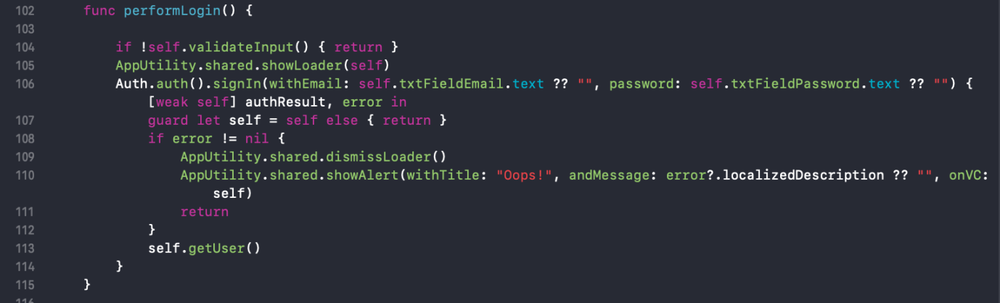 102 func performLogin() {
103
104 if !self.validateInput() { return }
105 AppUtility.shared.showLoader(self)
106 Auth.auth().signIn(withEmail: self.txtFieldEmail.text ?? "", password: self.txtFieldPassword.text ?? "") {
[weak self] authResult, error in
107 guard let self = self else { return }
108 if error != nil {
109 AppUtility.shared.dismissLoader()
110 AppUtility.shared.showAlert(withTitle: "Oops!", andMessage: error?.localizedDescription ?? "", onVC:
self)
111 return
112 }
113 self.getUser()
114 }
115 }
116